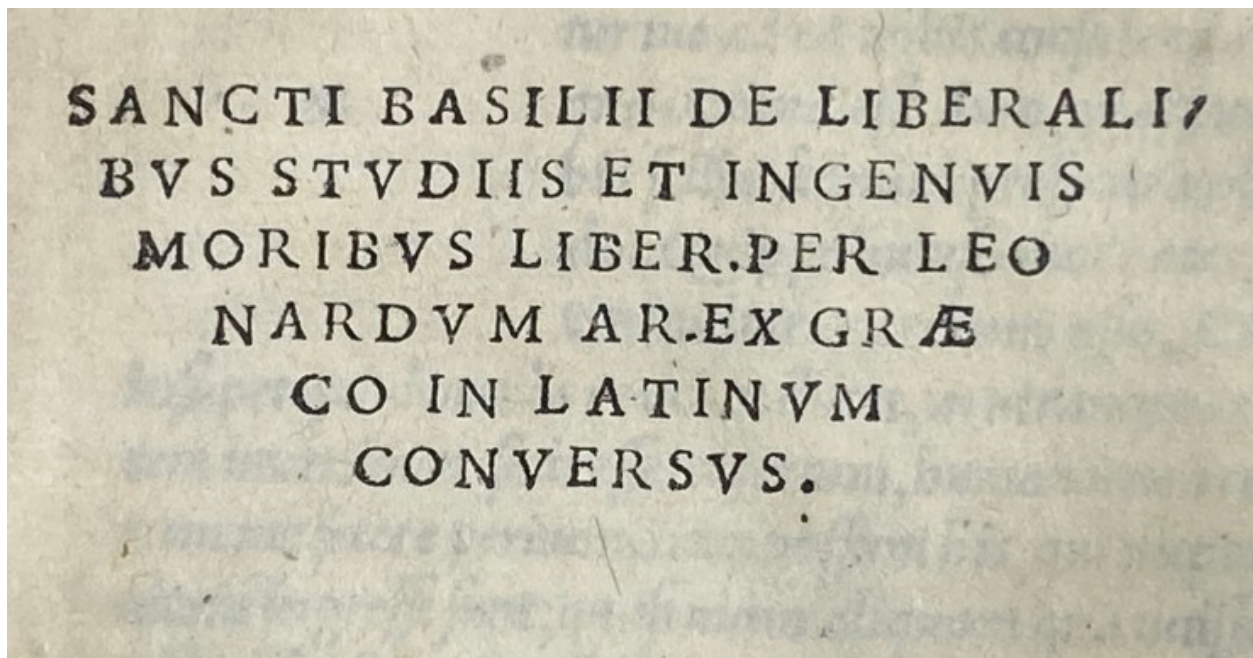 SANCTI BASILII DE LIBERALI/
BVS STVDIIS ET INGENVIS
MORIBVS LIBER.PER LEO
NARDVM AR.EX GRÆ
CO IN LATINVM
CONVERSVS.